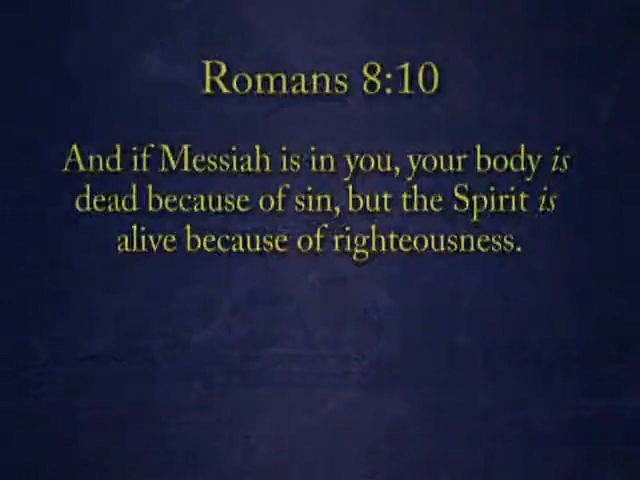 Romans 8:10
And if Messiah is in you, your body is
dead because of sin, but the Spirit is
alive because of righteousness.